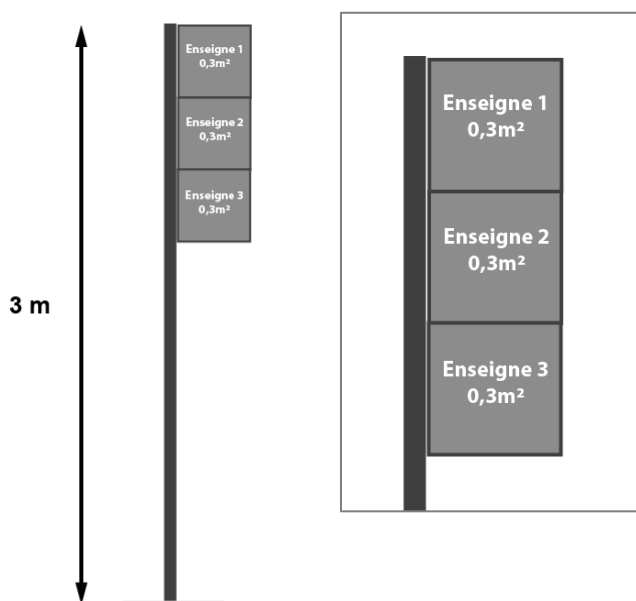 Enseigne 1
0,3m²
Enseigne 2
0,3m²
Enseigne 3
0,3m²
3 m
Enseigne 1
0,3m²
Enseigne 2
0,3m²
Enseigne 3
0,3m²